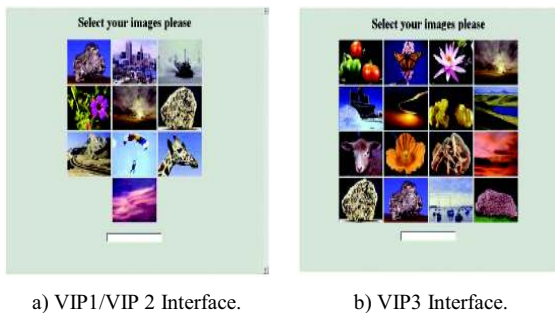 Select your images please
Select your images please
a) VIP1/VIP 2 Interface.
b) VIP3 Interface.